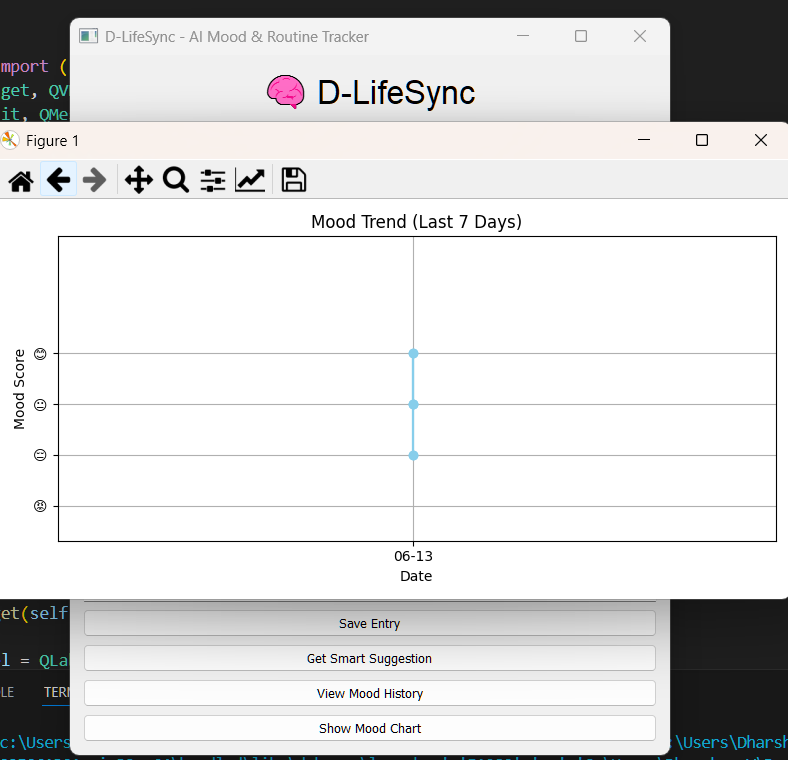 D-LifeSync - AI Mood & Routine Tracker
mport (
get, QV
it, QMe
🧠 D-LifeSync
Figure 1
Mood Trend (Last 7 Days)
Mood Score
😊
😐
😑
😡
06-13
Date
et(self
l = QLa
Save Entry
Get Smart Suggestion
View Mood History
Show Mood Chart
LE TERM
c:\Users
:\Users\Dharsh